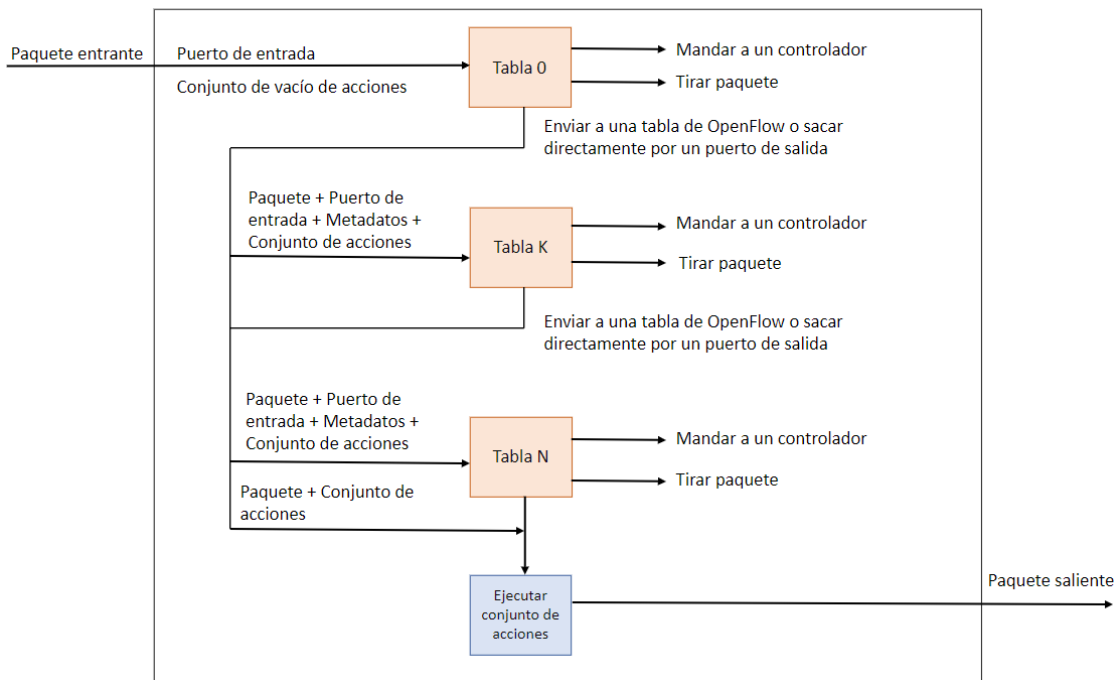 Paquete entrante
Puerto de entrada
Conjunto de vacío de acciones
Tabla 0
Mandar a un controlador
Tirar paquete
Enviar a una tabla de OpenFlow o sacar
directamente por un puerto de salida
Paquete + Puerto de
entrada + Metadatos +
Conjunto de acciones
Tabla K
Mandar a un controlador
Tirar paquete
Enviar a una tabla de OpenFlow o sacar
directamente por un puerto de salida
Paquete + Puerto de
entrada + Metadatos +
Conjunto de acciones
Tabla N
Mandar a un controlador
Tirar paquete
Paquete + Conjunto de
acciones
Ejecutar
conjunto de
acciones
Paquete saliente